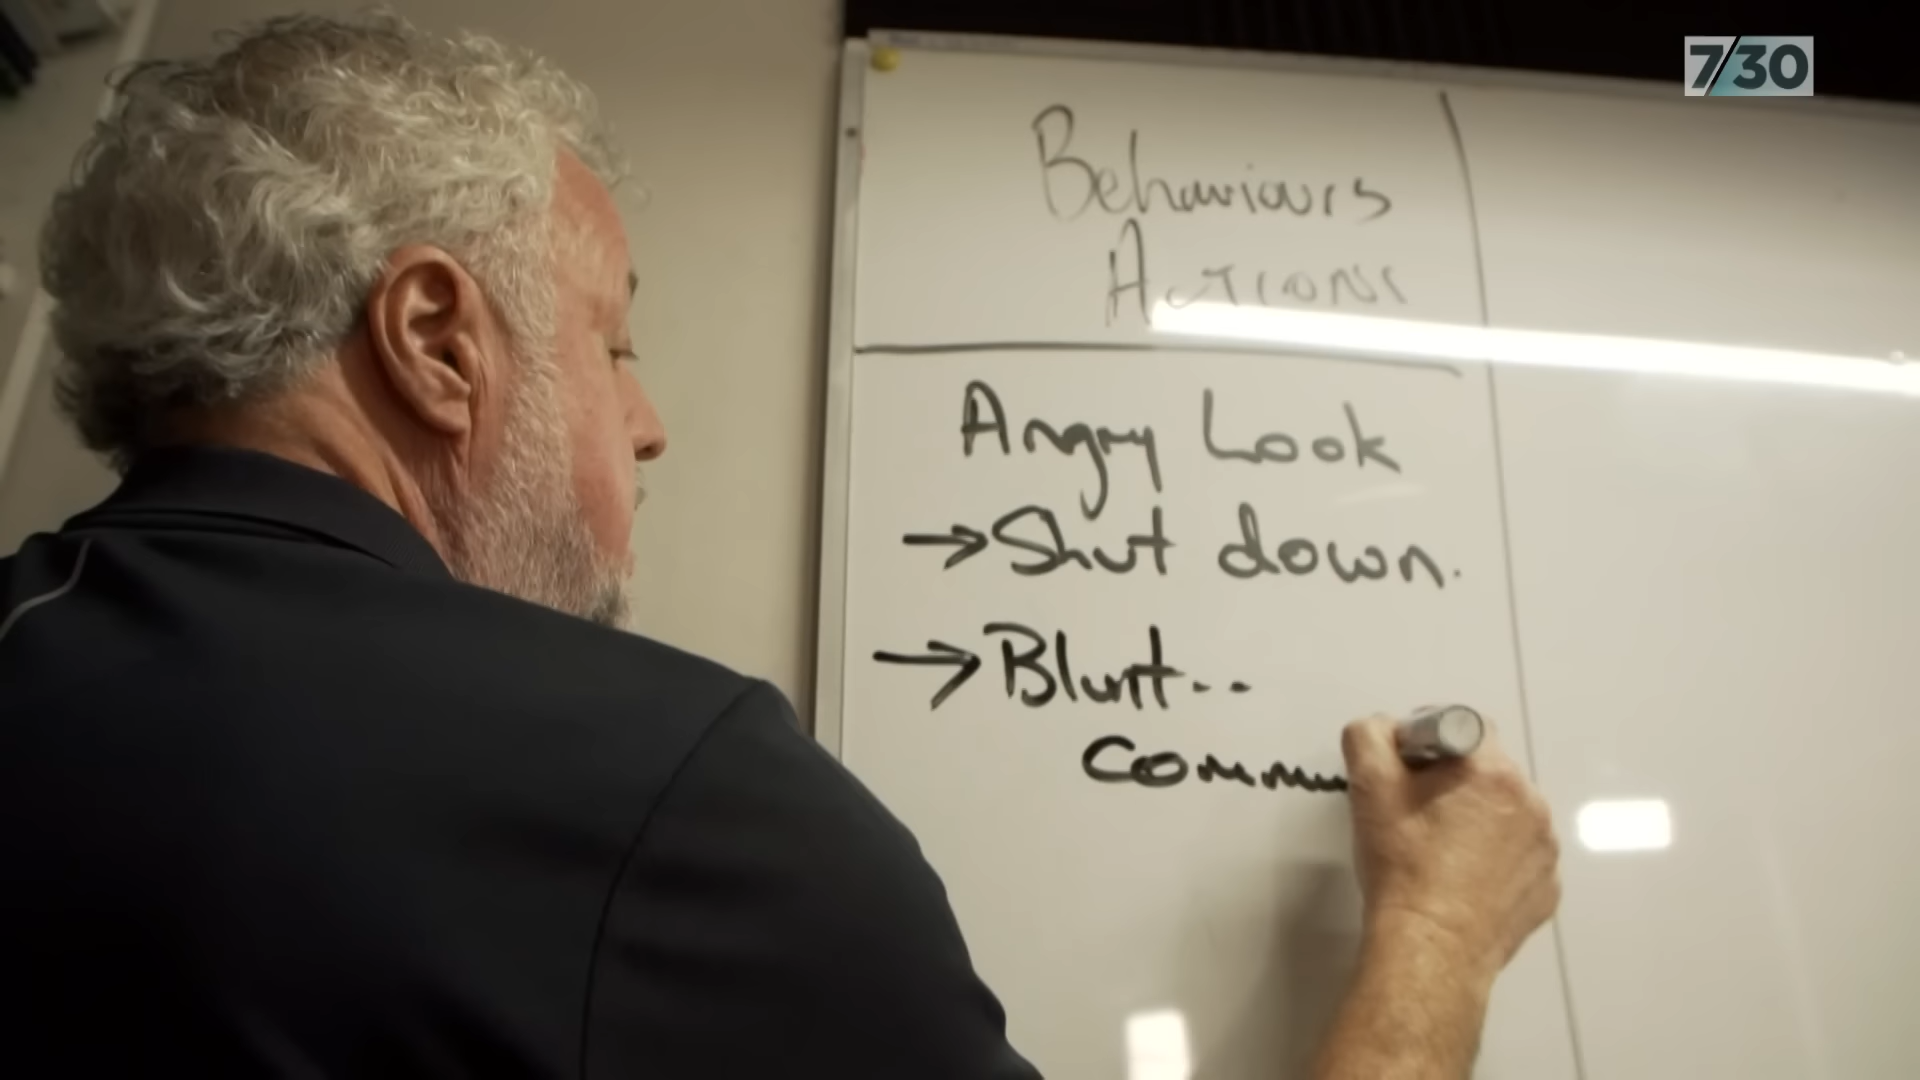 7/30
Behaviours
Actions
Angry Look
→ Shut down.
→ Blunt..
Commu